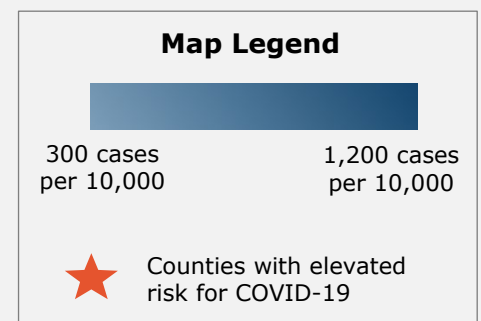 Map Legend
300 cases
per 10,000
1,200 cases
per 10,000
Counties with elevated
risk for COVID-19